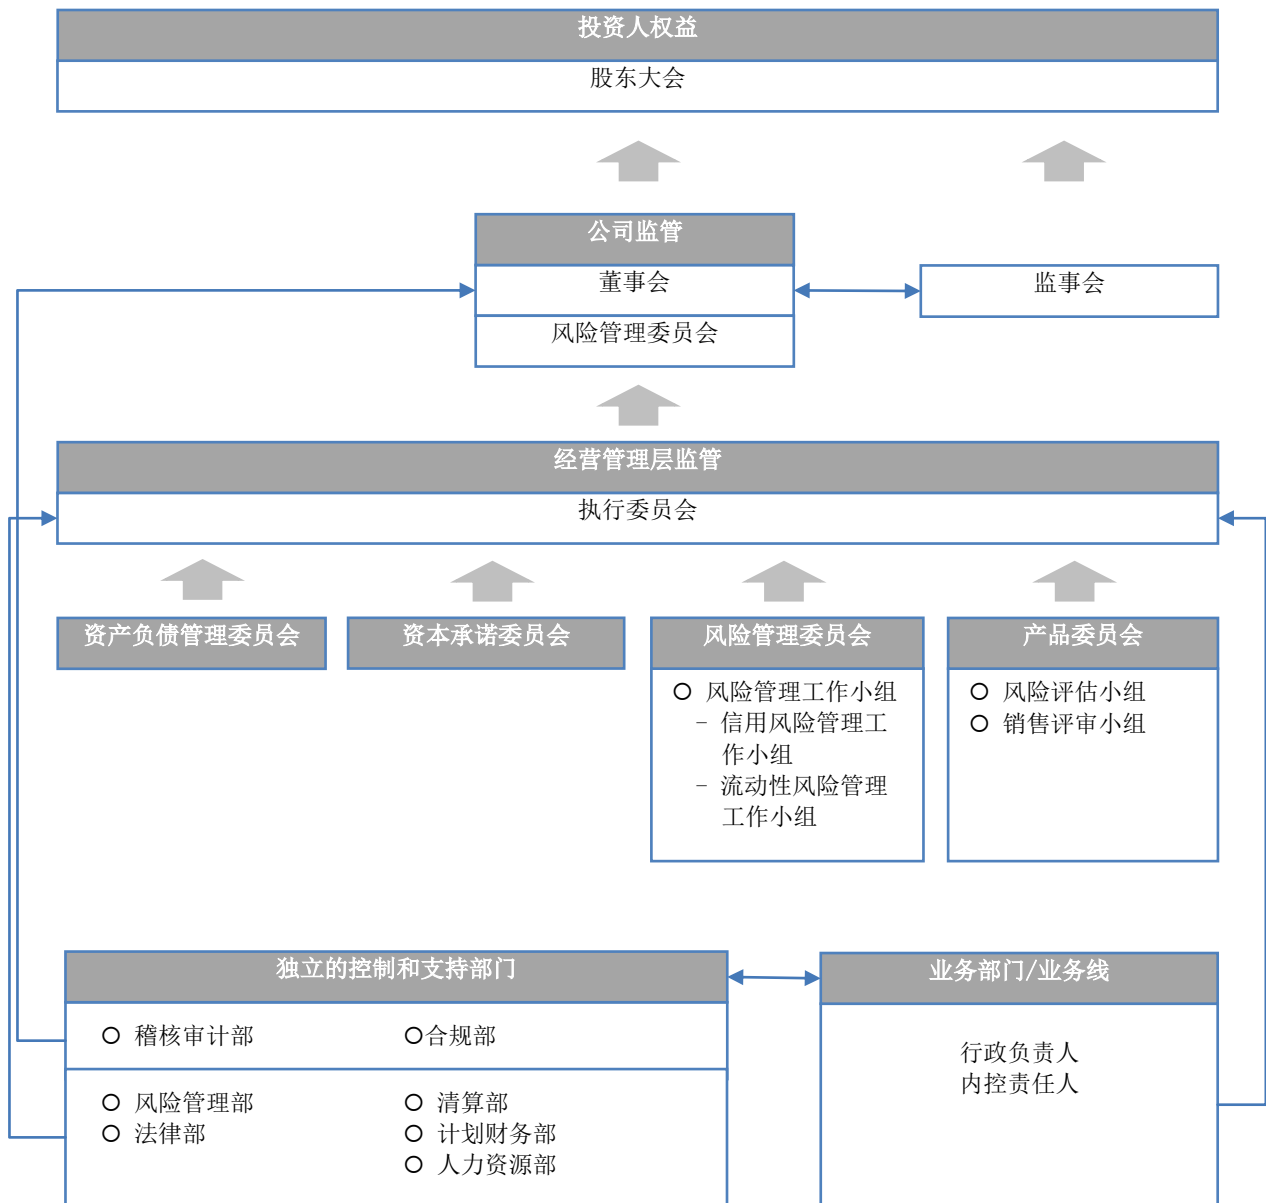 投资人权益
股东大会
公司监管
董事会
监事会
风险管理委员会
经营管理层监管
执行委员会
资产负债管理委员会
资本承诺委员会
风险管理委员会
○ 风险管理工作小组
- 信用风险管理工
作小组
- 流动性风险管理
工作小组
产品委员会
○ 风险评估小组
○ 销售评审小组
独立的控制和支持部门
○ 稽核审计部
○合规部
○ 风险管理部
○ 法律部
○ 清算部
○ 计划财务部
○ 人力资源部
业务部门/业务线
行政负责人
内控责任人